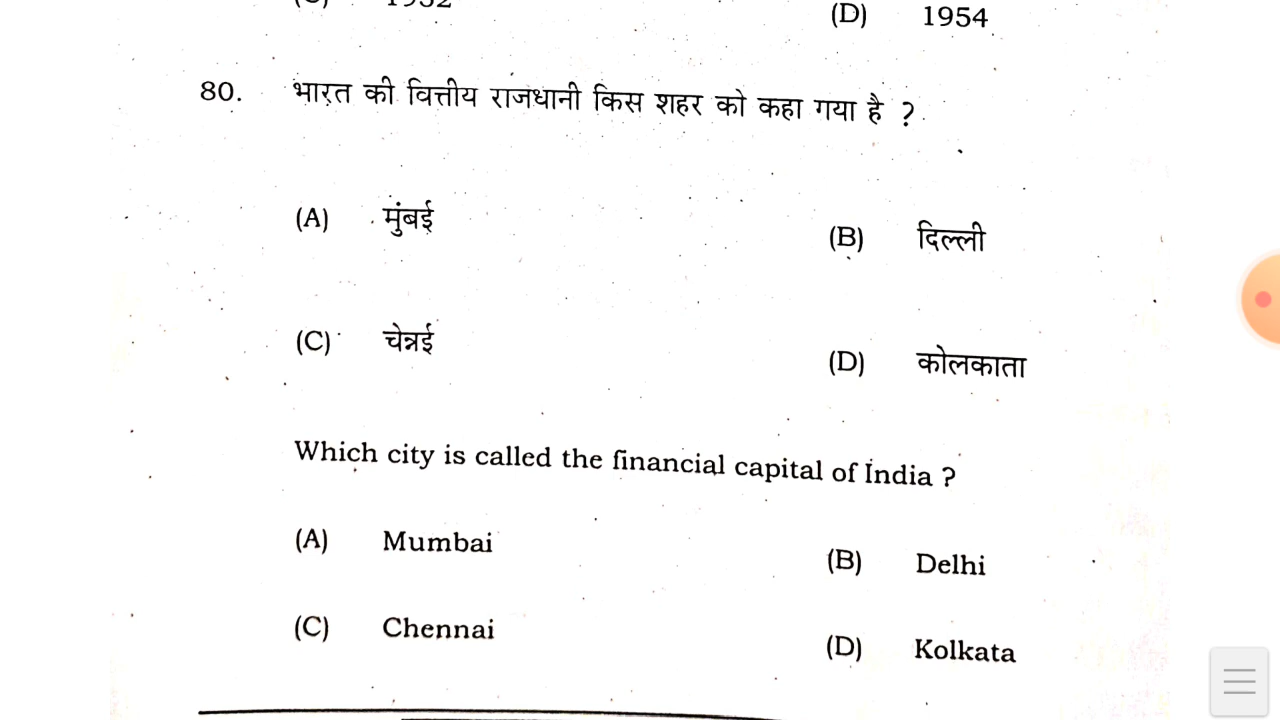 (D) 1954
80. भारत की वित्तीय राजधानी किस शहर को कहा गया है ?
(A) मुंबई
(B) दिल्ली
(C) चेन्नई
(D) कोलकाता
Which city is called the financial capital of India ?
(A) Mumbai
(B) Delhi
(C) Chennai
(D) Kolkata